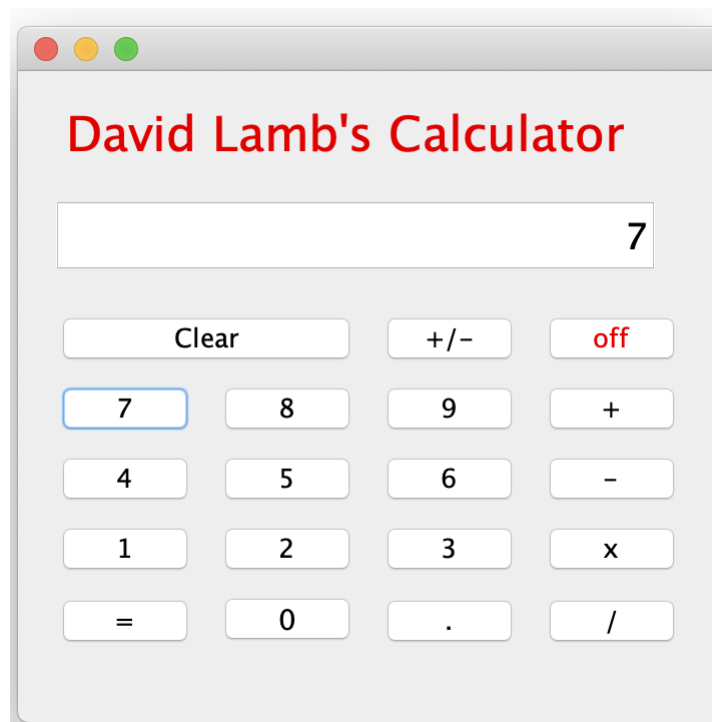 David Lamb's Calculator
7
Clear +/- off
7 8 9 +
4 5 6 -
1 2 3 x
= 0 . /